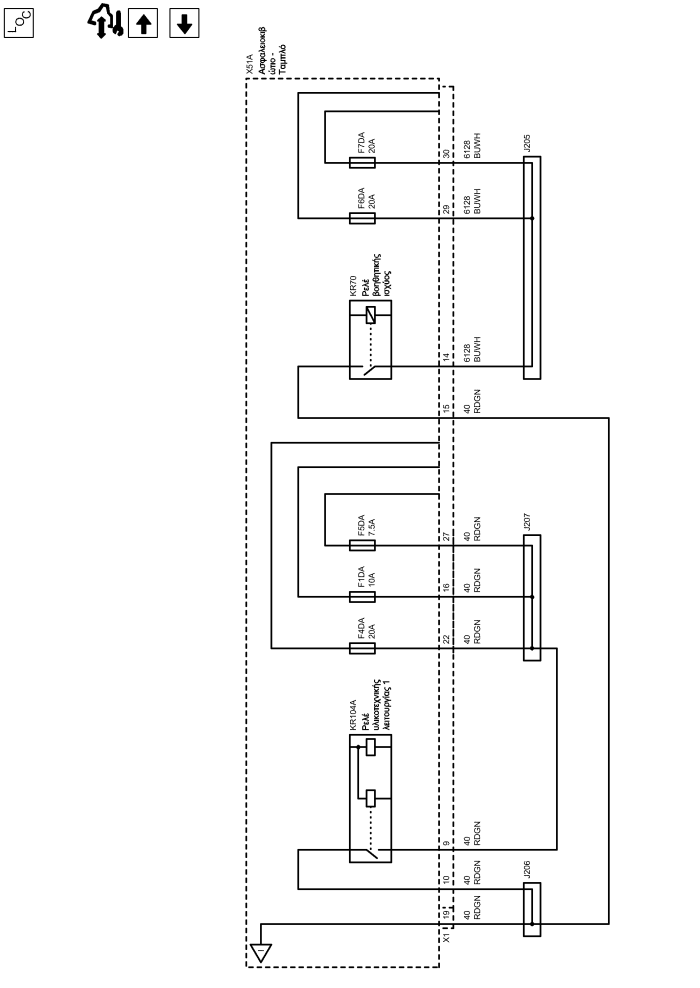 LOC
X51A
Ασφαλειοκιβ
ώτιο -
Ταμπλό
F7DA
20A
30
6128
BUWH
J205
F6DA
20A
29
6128
BUWH
KR70
Ρελέ
βοηθητικής
ισχύος
14
6128
BUWH
15
40
RDGN
F5DA
7.5A
27
40
RDGN
J207
F1DA
10A
16
40
RDGN
F4DA
20A
22
40
RDGN
KR104A
Ρελέ
υλικοτεχνικής
λειτουργίας 1
9
40
RDGN
10
40
RDGN
J206
19
40
RDGN
X1
I